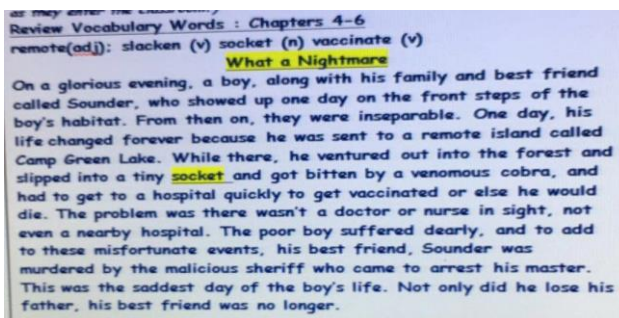 as they enter the classroom)
Review Vocabulary Words : Chapters 4-6
remote(adj): slacken (v) socket (n) vaccinate (v)
What a Nightmare
On a glorious evening, a boy, along with his family and best friend
called Sounder, who showed up one day on the front steps of the
boy's habitat. From then on, they were inseparable. One day, his
life changed forever because he was sent to a remote island called
Camp Green Lake. While there, he ventured out into the forest and
slipped into a tiny socket and got bitten by a venomous cobra, and
had to get to a hospital quickly to get vaccinated or else he would
die. The problem was there wasn't a doctor or nurse in sight, not
even a nearby hospital. The poor boy suffered dearly, and to add
to these misfortunate events, his best friend, Sounder was
murdered by the malicious sheriff who came to arrest his master.
This was the saddest day of the boy's life. Not only did he lose his
father, his best friend was no longer.